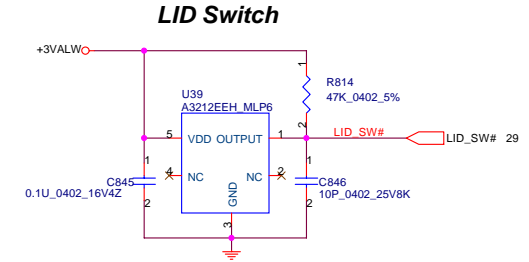 LID Switch
+3VALW
U39
A3212EEH_MLP6
1
R814
47K_0402_5%
2
5
VDD OUTPUT
1
LID_SW#
LID_SW# 29
1
4
NC
NC
2
1
C845
0.1U_0402_16V4Z
2
GND
3
C846
10P_0402_25V8K
2